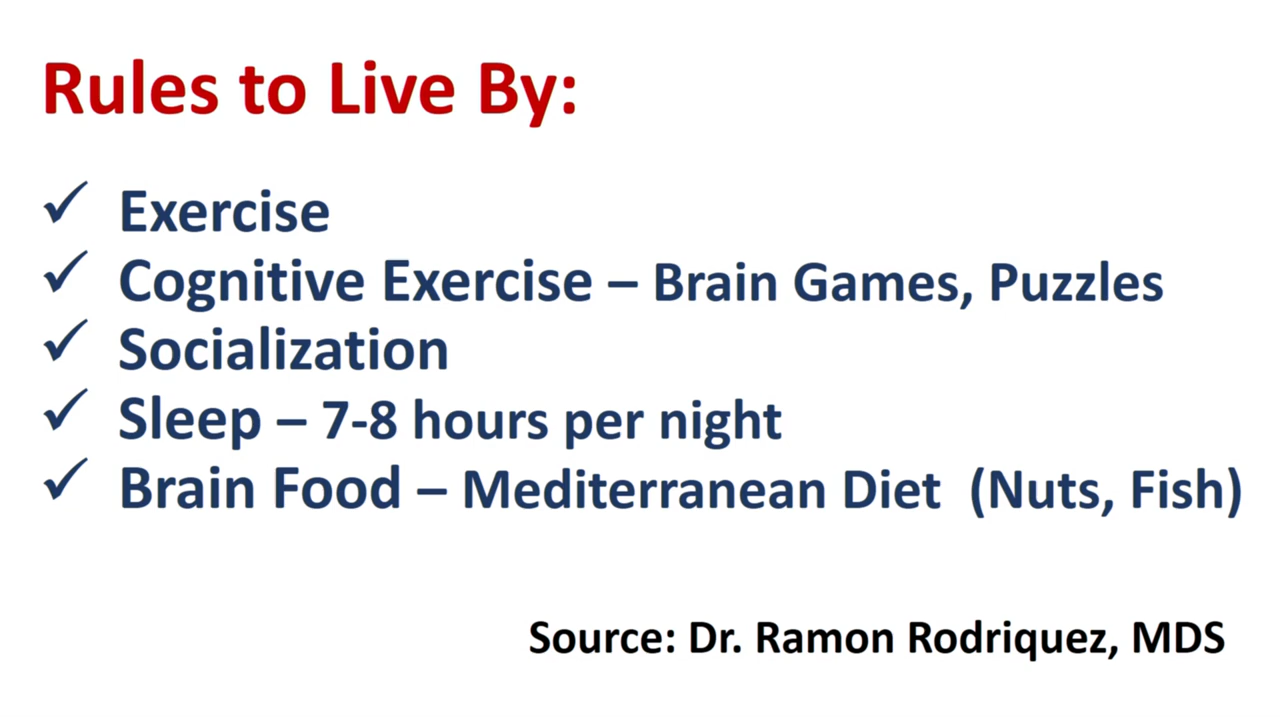 Rules to Live By:
✓ Exercise
✓ Cognitive Exercise – Brain Games, Puzzles
✓ Socialization
✓ Sleep – 7-8 hours per night
✓ Brain Food – Mediterranean Diet (Nuts, Fish)
Source: Dr. Ramon Rodriquez, MDS